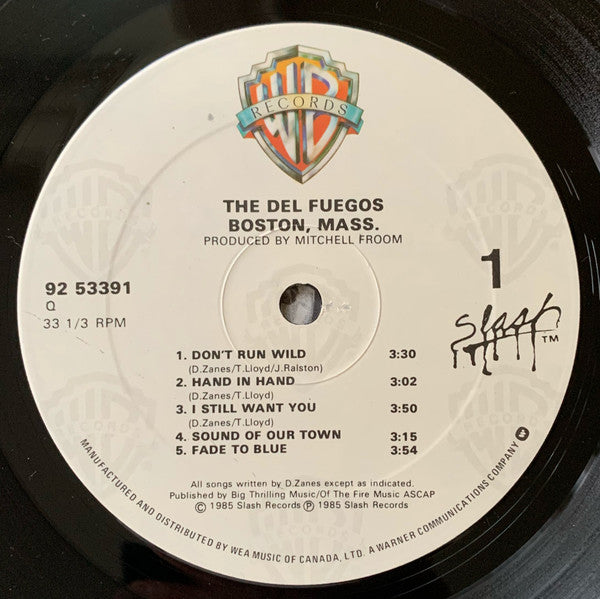 WB
RECORDS
THE DEL FUEGOS
BOSTON, MASS.
PRODUCED BY MITCHELL FROOM
92 53391
Q
33 1/3 RPM
1
Slash
TM
1. DON'T RUN WILD 3:30
(D.Zanes/T.Lloyd/J.Ralston)
2. HAND IN HAND 3:02
(D.Zanes/T.Lloyd)
3. I STILL WANT YOU 3:50
(D.Zanes/T.Lloyd)
4. SOUND OF OUR TOWN 3:15
5. FADE TO BLUE 3:54
All songs written by D.Zanes except as indicated.
Published by Big Thrilling Music/Of The Fire Music ASCAP
© 1985 Slash Records ℗ 1985 Slash Records
MANUFACTURED AND DISTRIBUTED BY WEA MUSIC OF CANADA, LTD. A WARNER COMMUNICATIONS COMPANY